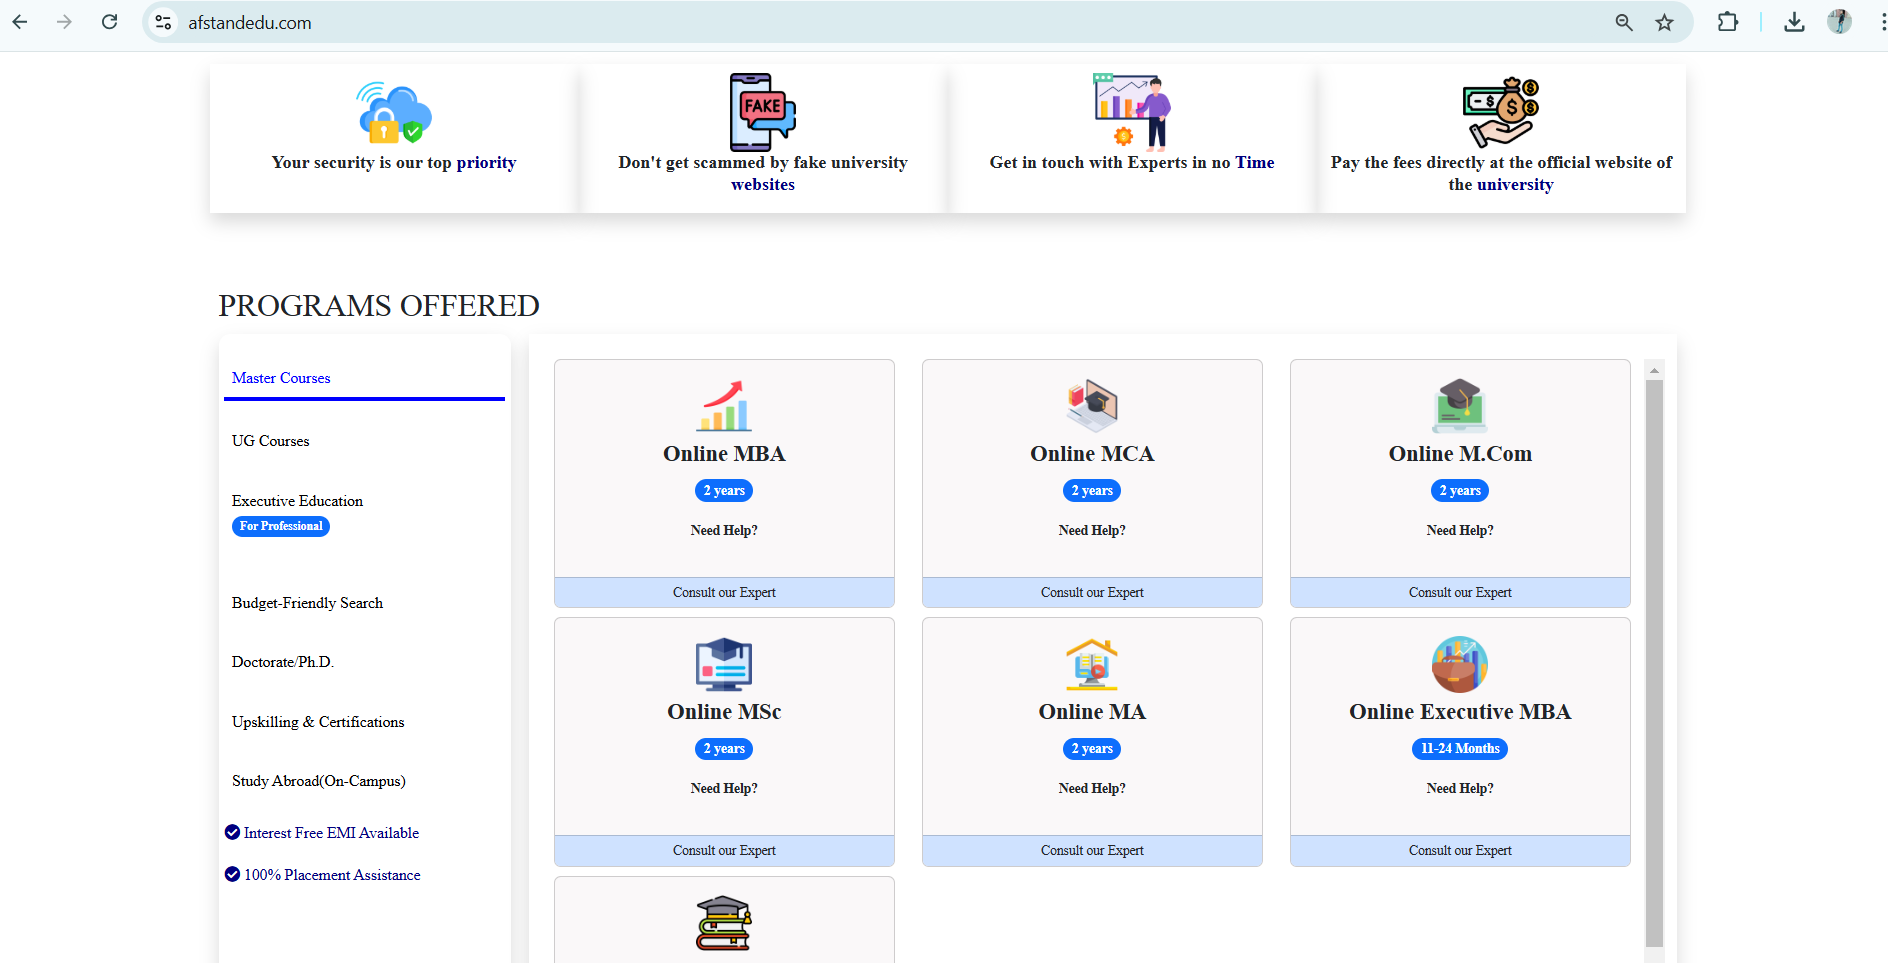 afstandedu.com
FAKE
Your security is our top priority
Don't get scammed by fake university
websites
Get in touch with Experts in no Time
Pay the fees directly at the official website of
the university
PROGRAMS OFFERED
Master Courses
UG Courses
Executive Education
For Professional
Budget-Friendly Search
Doctorate/Ph.D.
Upskilling & Certifications
Study Abroad(On-Campus)
Interest Free EMI Available
100% Placement Assistance
Online MBA
2 years
Need Help?
Consult our Expert
Online MCA
2 years
Need Help?
Consult our Expert
Online M.Com
2 years
Need Help?
Consult our Expert
Online MSc
2 years
Need Help?
Consult our Expert
Online MA
2 years
Need Help?
Consult our Expert
Online Executive MBA
11-24 Months
Need Help?
Consult our Expert